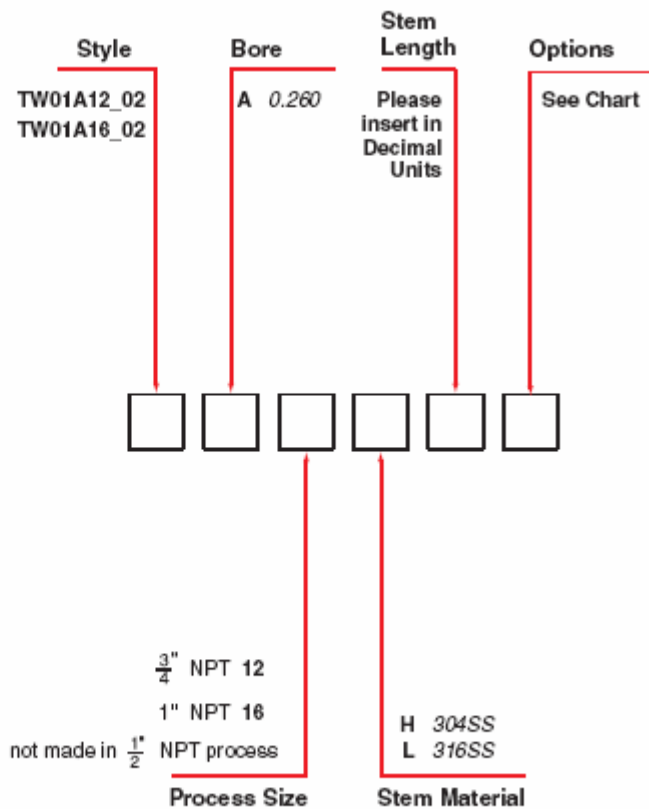 Style
TW01A12_02
TW01A16_02
Bore
A 0.260
Stem
Length
Please
insert in
Decimal
Units
Options
See Chart
3/4" NPT 12
1" NPT 16
not made in 1/2" NPT process
Process Size
H 304SS
L 316SS
Stem Material